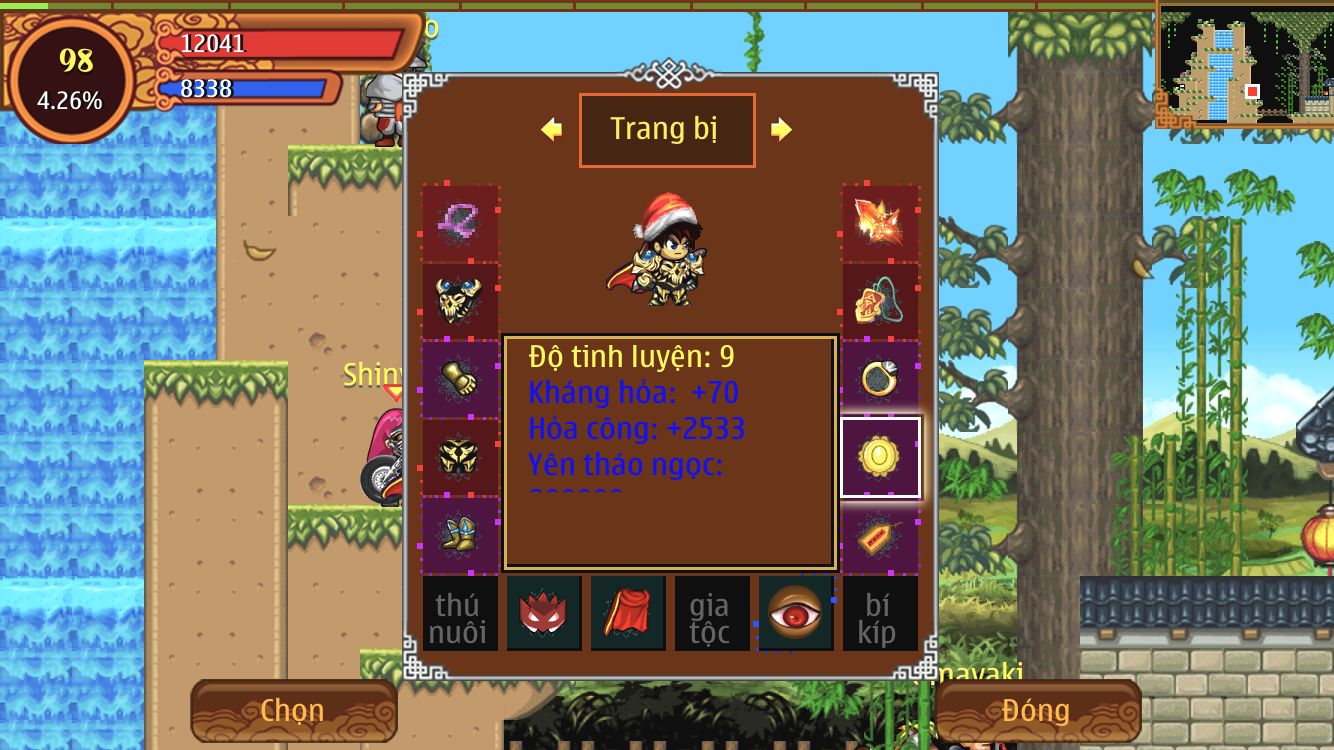 98
4.26%
12041
8338
Trang bị
Độ tinh luyện: 9
Kháng hỏa: +70
Hỏa công: +2533
Yên tháo ngọc:
thú
nuôi
gia
tộc
bí
kíp
Chọn
Đóng